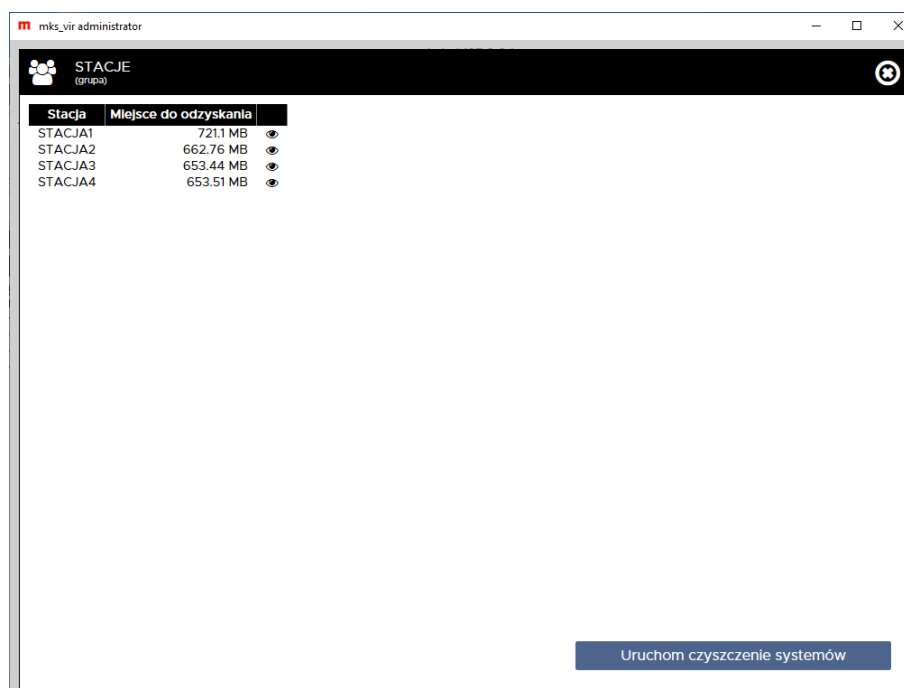 mks_vir administrator
STACJE
(grupa)
Stacja Miejsce do odzyskania
STACJA1 721.1 MB
STACJA2 662.76 MB
STACJA3 653.44 MB
STACJA4 653.51 MB
Uruchom czyszczenie systemów